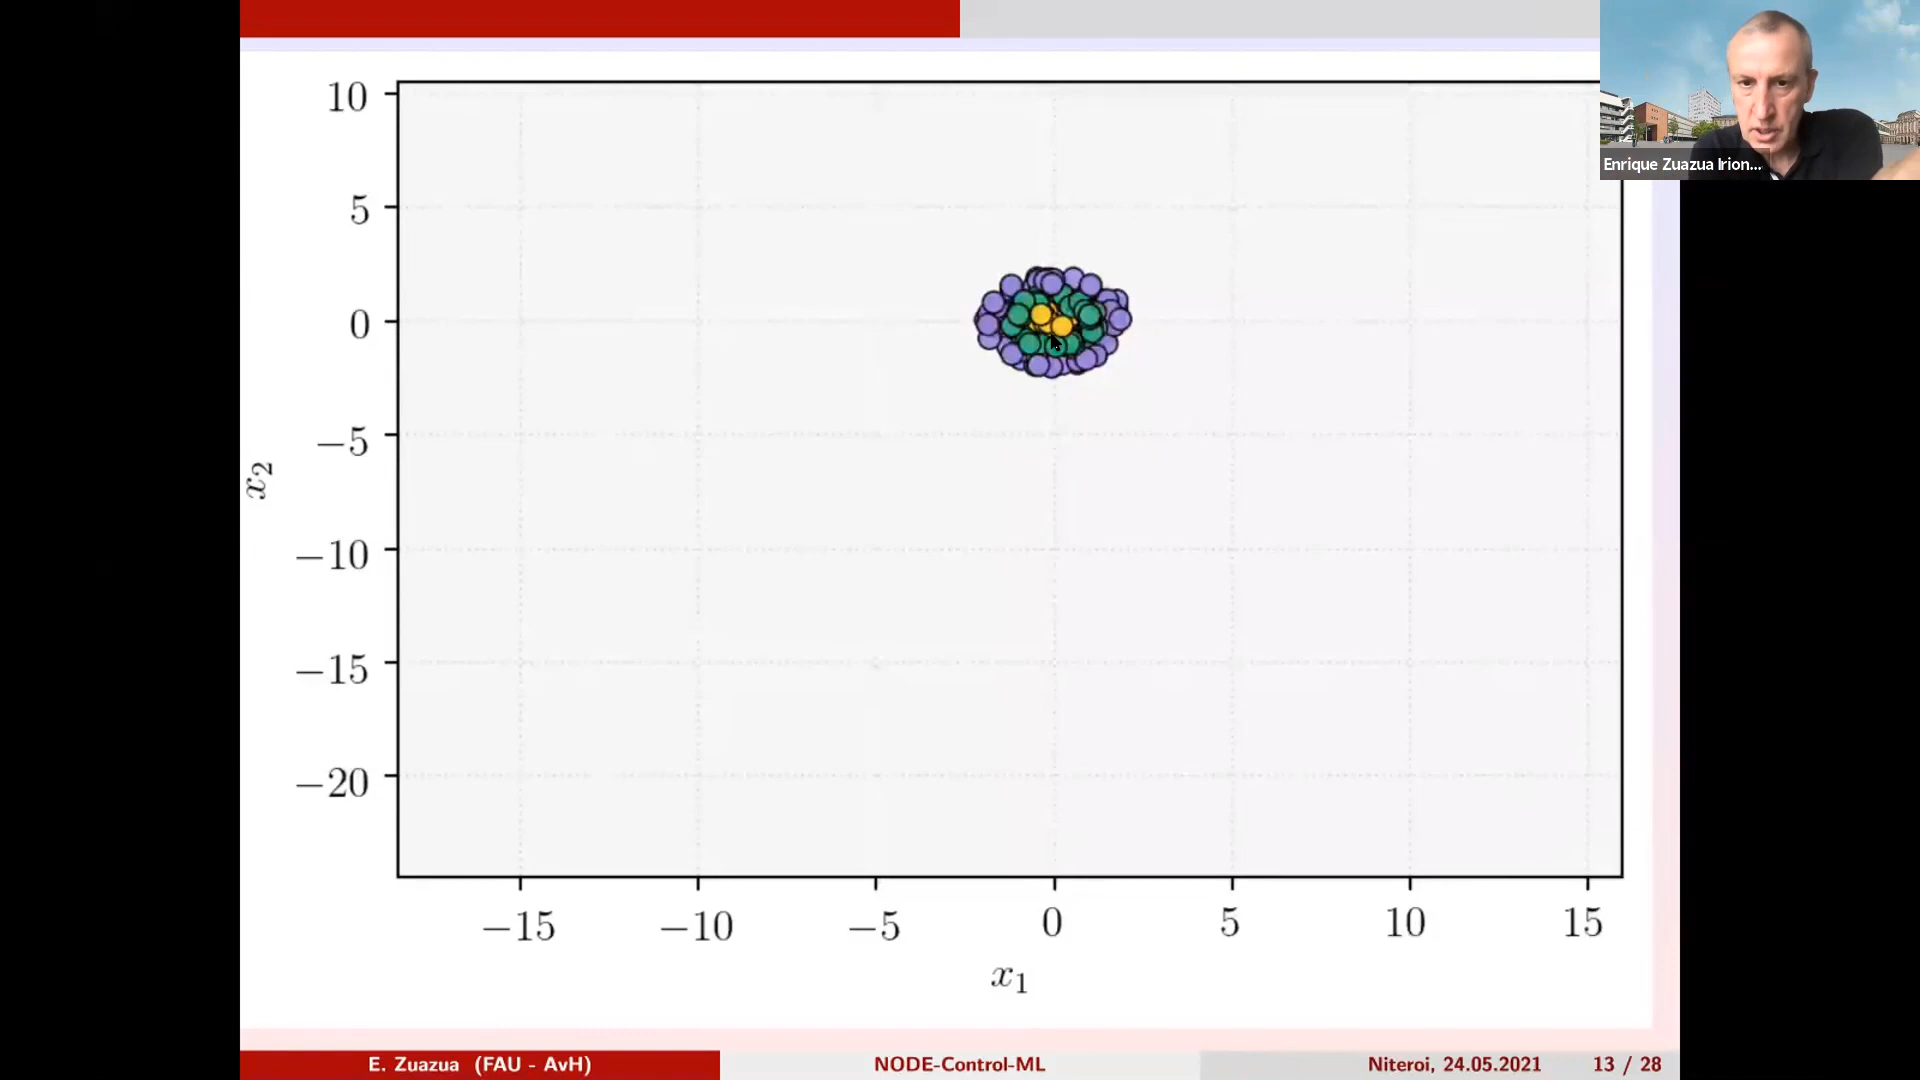 Enrique Zuazua Irion...
10
5
0
−5
−10
−15
−20
x2
−15 −10 −5 0 5 10 15
x1
E. Zuazua (FAU - AvH) NODE-Control-ML Niteroi, 24.05.2021 13 / 28